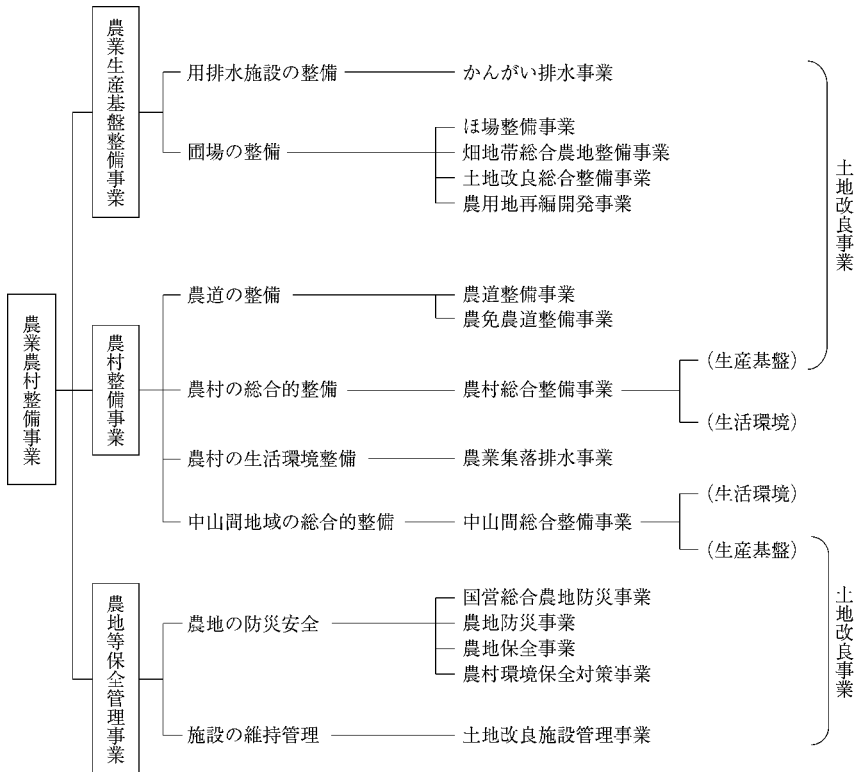 農業農村整備事業
農業生産基盤整備事業
用排水施設の整備
かんがい排水事業
圃場の整備
ほ場整備事業
畑地帯総合農地整備事業
土地改良総合整備事業
農用地再編開発事業
土地改良事業
農村整備事業
農道の整備
農道整備事業
農免農道整備事業
農村の総合的整備
農村総合整備事業
(生産基盤)
(生活環境)
農村の生活環境整備
農業集落排水事業
中山間地域の総合的整備
中山間総合整備事業
(生活環境)
(生産基盤)
農地等保全管理事業
農地の防災安全
国営総合農地防災事業
農地防災事業
農地保全事業
農村環境保全対策事業
施設の維持管理
土地改良施設管理事業
土地改良事業